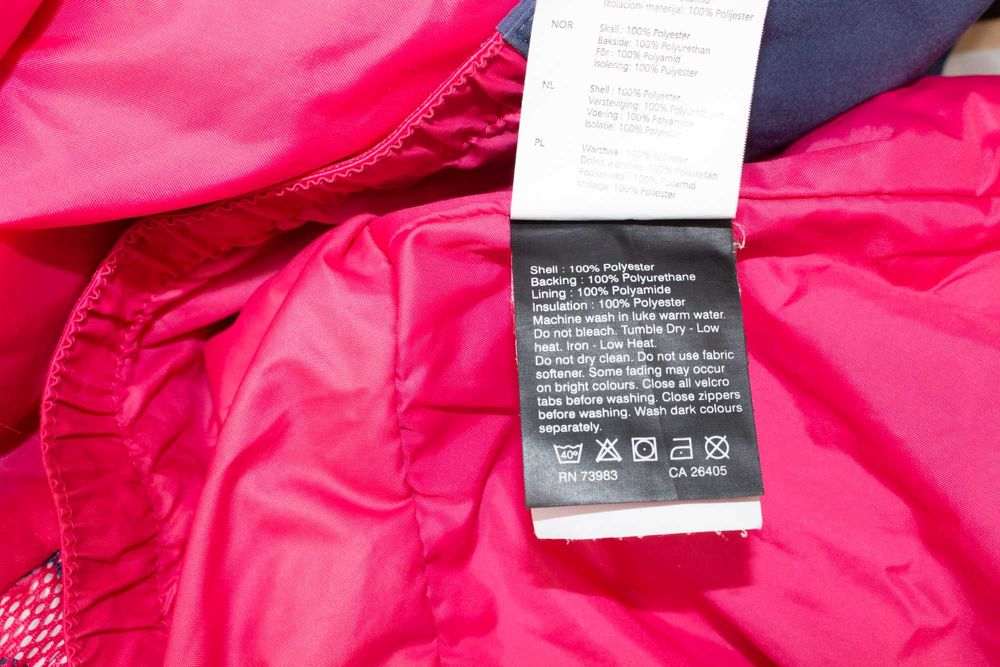 Izolacioni materijal: 100% Polijester
NOR
Skall : 100% Polyester
Bakside: 100% Polyurethan
Fôr : 100% Polyamid
Isolering: 100% Polyester
NL
Shell : 100% Polyester
Versteviging: 100% Polyurethaan
Voering : 100% Polyamide
Isolatie: 100% Polyester
PL
Warstwa : 100% Poliester
Dolna warstwa: 100% Poliuretan
Podszewka : 100% Poliamid
Izolacja: 100% Poliester
Shell : 100% Polyester
Backing : 100% Polyurethane
Lining : 100% Polyamide
Insulation : 100% Polyester
Machine wash in luke warm water.
Do not bleach. Tumble Dry - Low
heat. Iron - Low Heat.
Do not dry clean. Do not use fabric
softener. Some fading may occur
on bright colours. Close all velcro
tabs before washing. Close zippers
before washing. Wash dark colours
separately.
40°
RN 73983 CA 26405